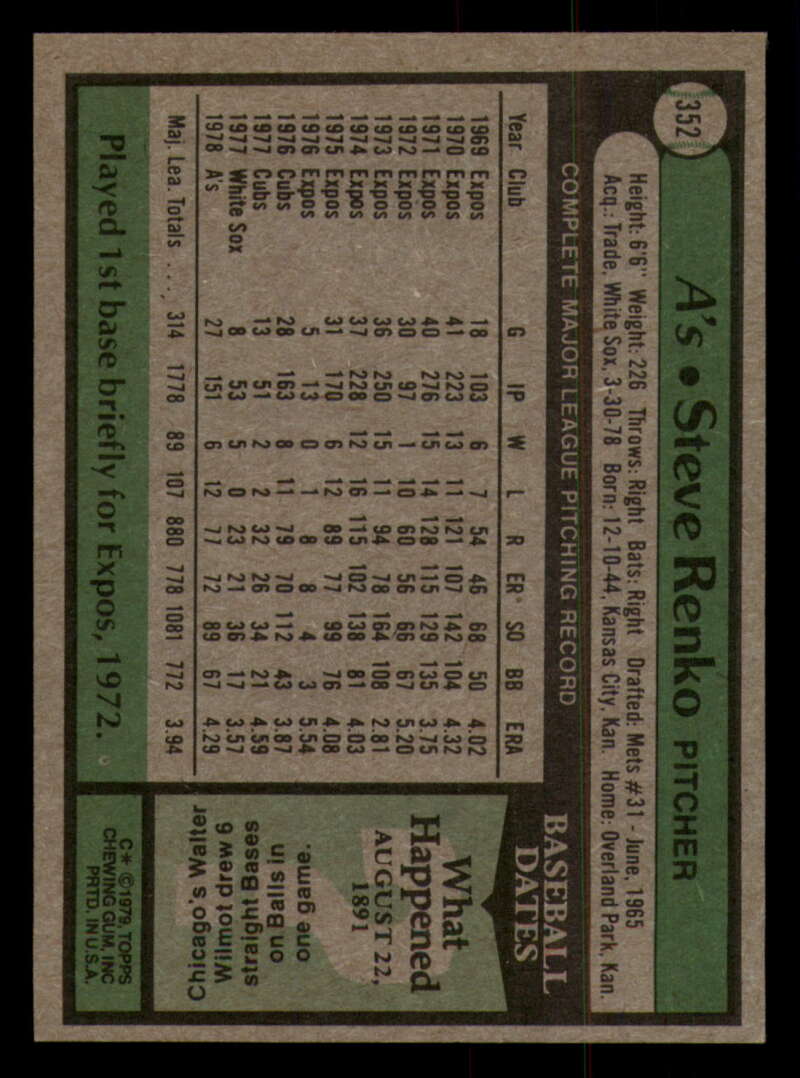 352
A's • Steve Renko PITCHER
Height: 6'6" Weight: 226 Throws: Right Bats: Right Drafted: Mets #31 - June, 1965
Acq.: Trade, White Sox, 3-30-78 Born: 12-10-44, Kansas City, Kan. Home: Overland Park, Kan.
COMPLETE MAJOR LEAGUE PITCHING RECORD
Year Club G IP W L R ER SO BB ERA
1969 Expos 18 103 6 7 54 46 68 50 4.02
1970 Expos 41 223 13 11 121 107 142 104 4.32
1971 Expos 40 276 15 14 128 115 129 135 3.75
1972 Expos 30 97 1 10 60 56 66 67 5.20
1973 Expos 36 250 15 11 94 78 164 108 2.81
1974 Expos 37 228 12 16 115 102 138 81 4.03
1975 Expos 31 170 6 12 89 77 99 76 4.08
1976 Expos 5 13 0 1 8 8 4 3 5.54
1976 Cubs 28 163 8 11 79 70 112 43 3.87
1977 Cubs 13 51 2 2 32 26 34 21 4.59
1977 White Sox 8 53 5 0 23 21 36 17 3.57
1978 A's 27 151 6 12 77 72 89 67 4.29
Maj. Lea. Totals .... 314 1778 89 107 880 778 1081 772 3.94
Played 1st base briefly for Expos, 1972.
BASEBALL
DATES
What
Happened
AUGUST 22,
1891
Chicago's Walter
Wilmot drew 6
straight Bases
on Balls in
one game.
C* ©1979, TOPPS
CHEWING GUM, INC
PRTD. IN U.S.A.